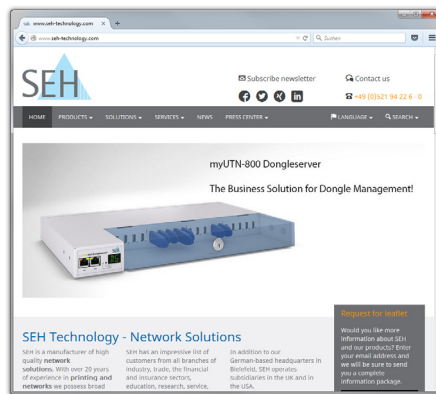 www.seh-technology.com
www.seh-technology.com
Suchen
SEH
Subscribe newsletter
Contact us
+49 (0)521 94 22 6 - 0
HOME PRODUCTS SOLUTIONS SERVICES NEWS PRESS CENTER LANGUAGE SEARCH
myUTN-800 Dongleserver
The Business Solution for Dongle Management!
SEH Technology - Network Solutions
SEH is a manufacturer of high
quality network
solutions. With over 20 years
of experience in printing and
networks we possess broad
SEH has an impressive list of
customers from all branches of
industry, trade, the financial
and insurance sectors,
education, research, service,
In addition to our
German-based headquarters in
Bielefeld, SEH operates
subsidiaries in the UK and in
the USA.
Request for leaflet
Would you like more
information about SEH
and our products? Enter
your email address and
we will be sure to send
you a complete
information package.